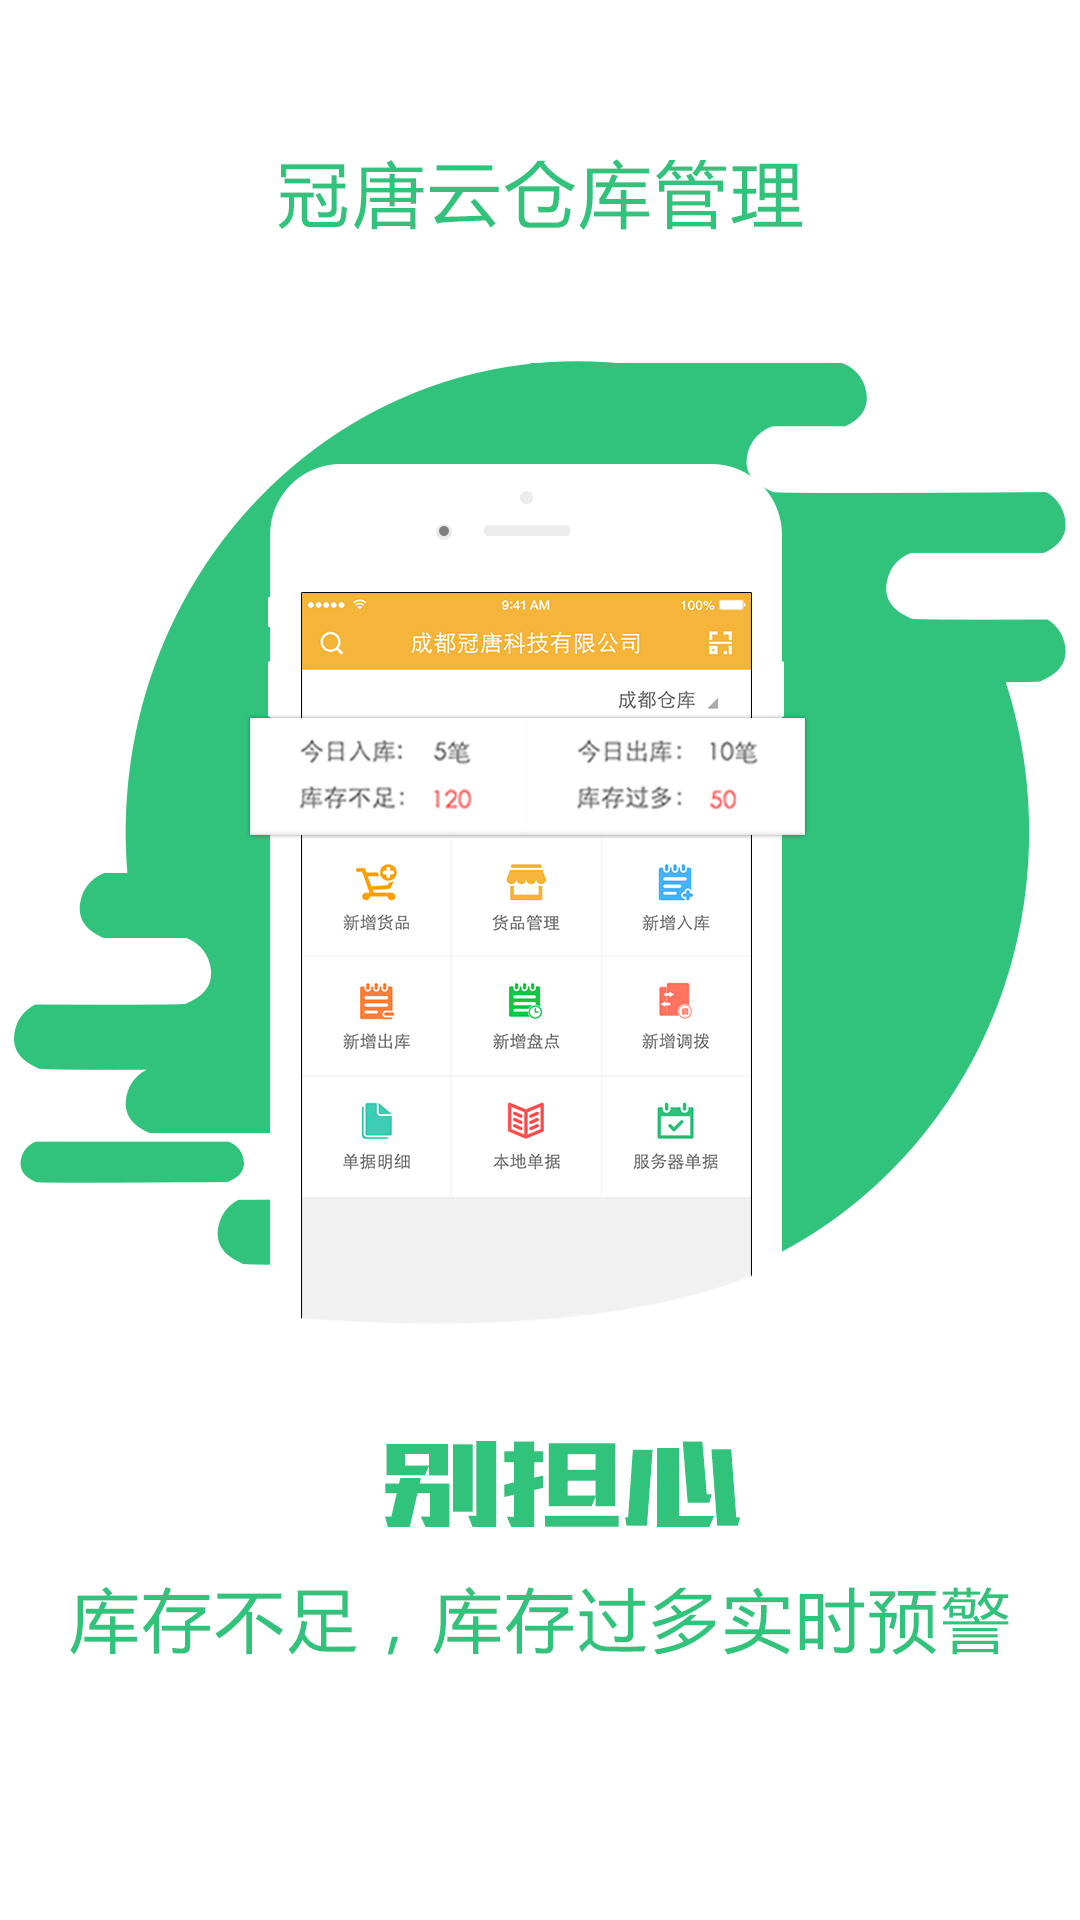 冠唐云仓库管理
9:41 AM 100%
成都冠唐科技有限公司
成都仓库
今日入库: 5笔 今日出库: 10笔
库存不足: 120 库存过多: 50
新增货品 货品管理 新增入库
新增出库 新增盘点 新增调拨
单据明细 本地单据 服务器单据
别担心
库存不足，库存过多实时预警